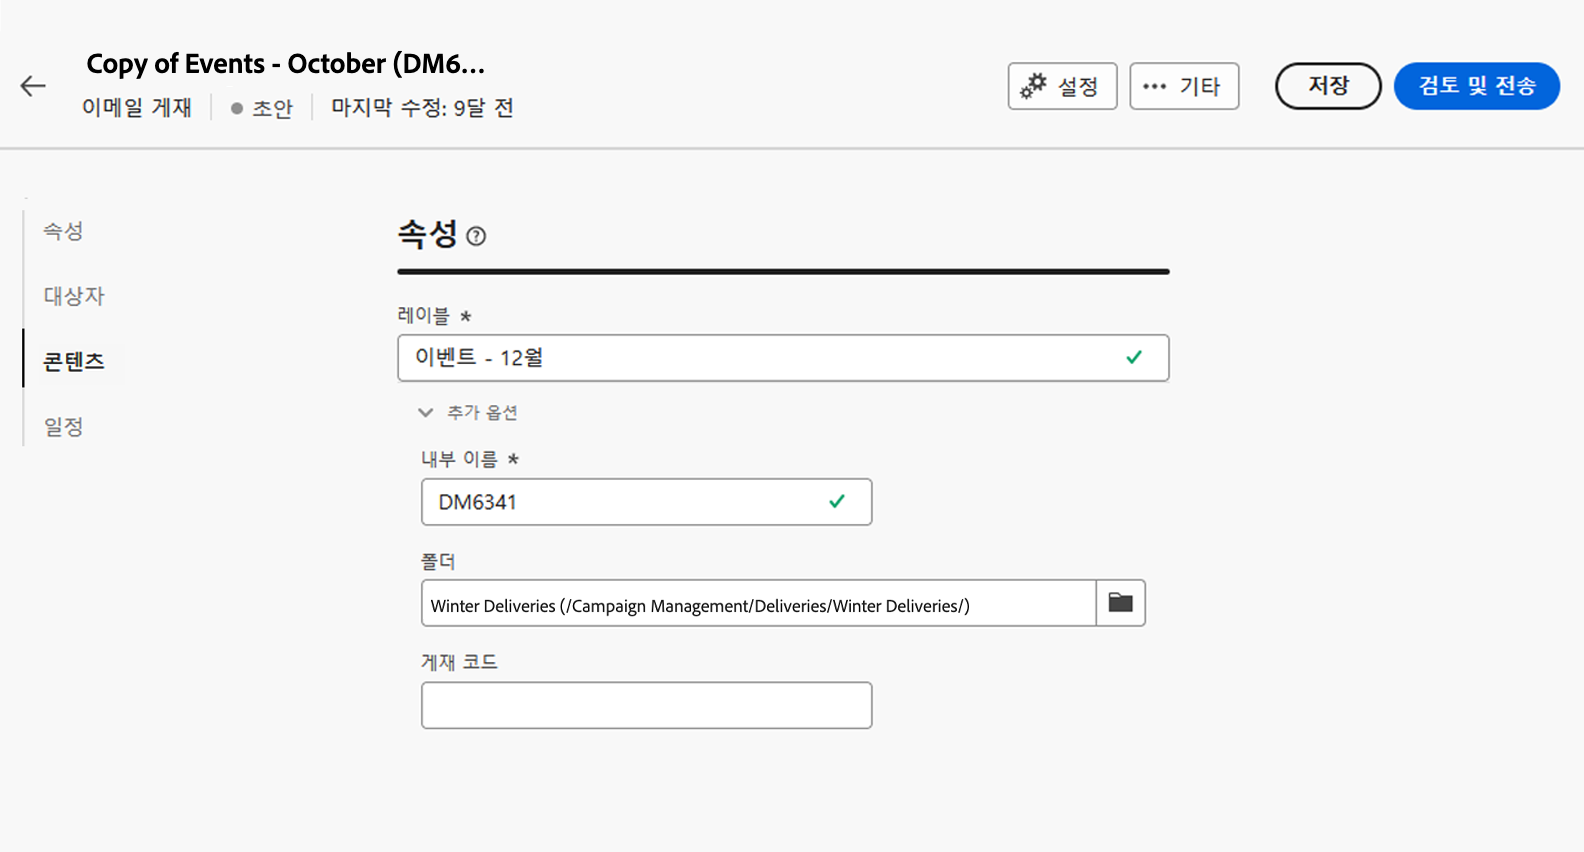 Copy of Events - October (DM6...
이메일 게재 초안 마지막 수정: 9달 전
설정
기타
저장
검토 및 전송
속성
대상자
콘텐츠
일정
속성
레이블 *
이벤트 - 12월
추가 옵션
내부 이름 *
DM6341
폴더
Winter Deliveries (/Campaign Management/Deliveries/Winter Deliveries/)
게재 코드